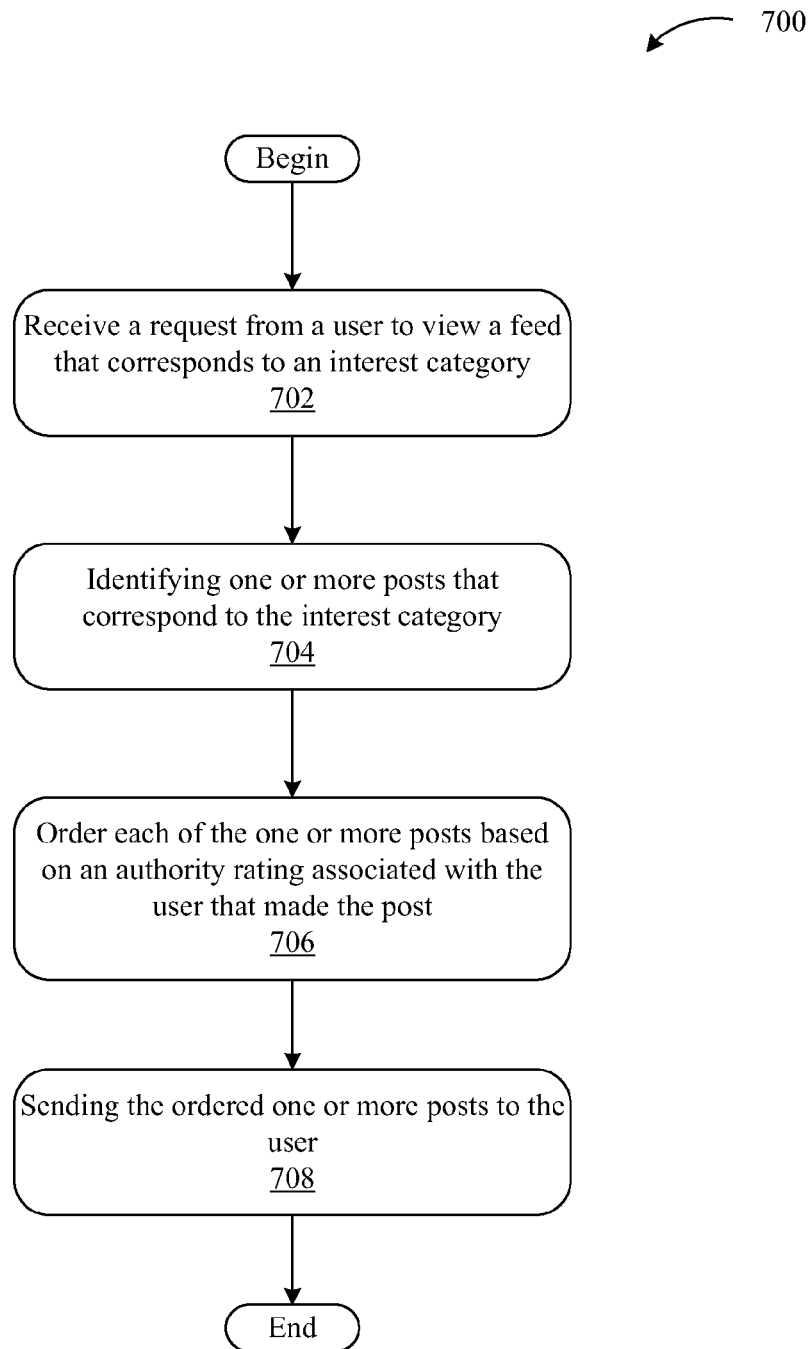 700
Begin
Receive a request from a user to view a feed
that corresponds to an interest category
702
Identifying one or more posts that
correspond to the interest category
704
Order each of the one or more posts based
on an authority rating associated with the
user that made the post
706
Sending the ordered one or more posts to the
user
708
End